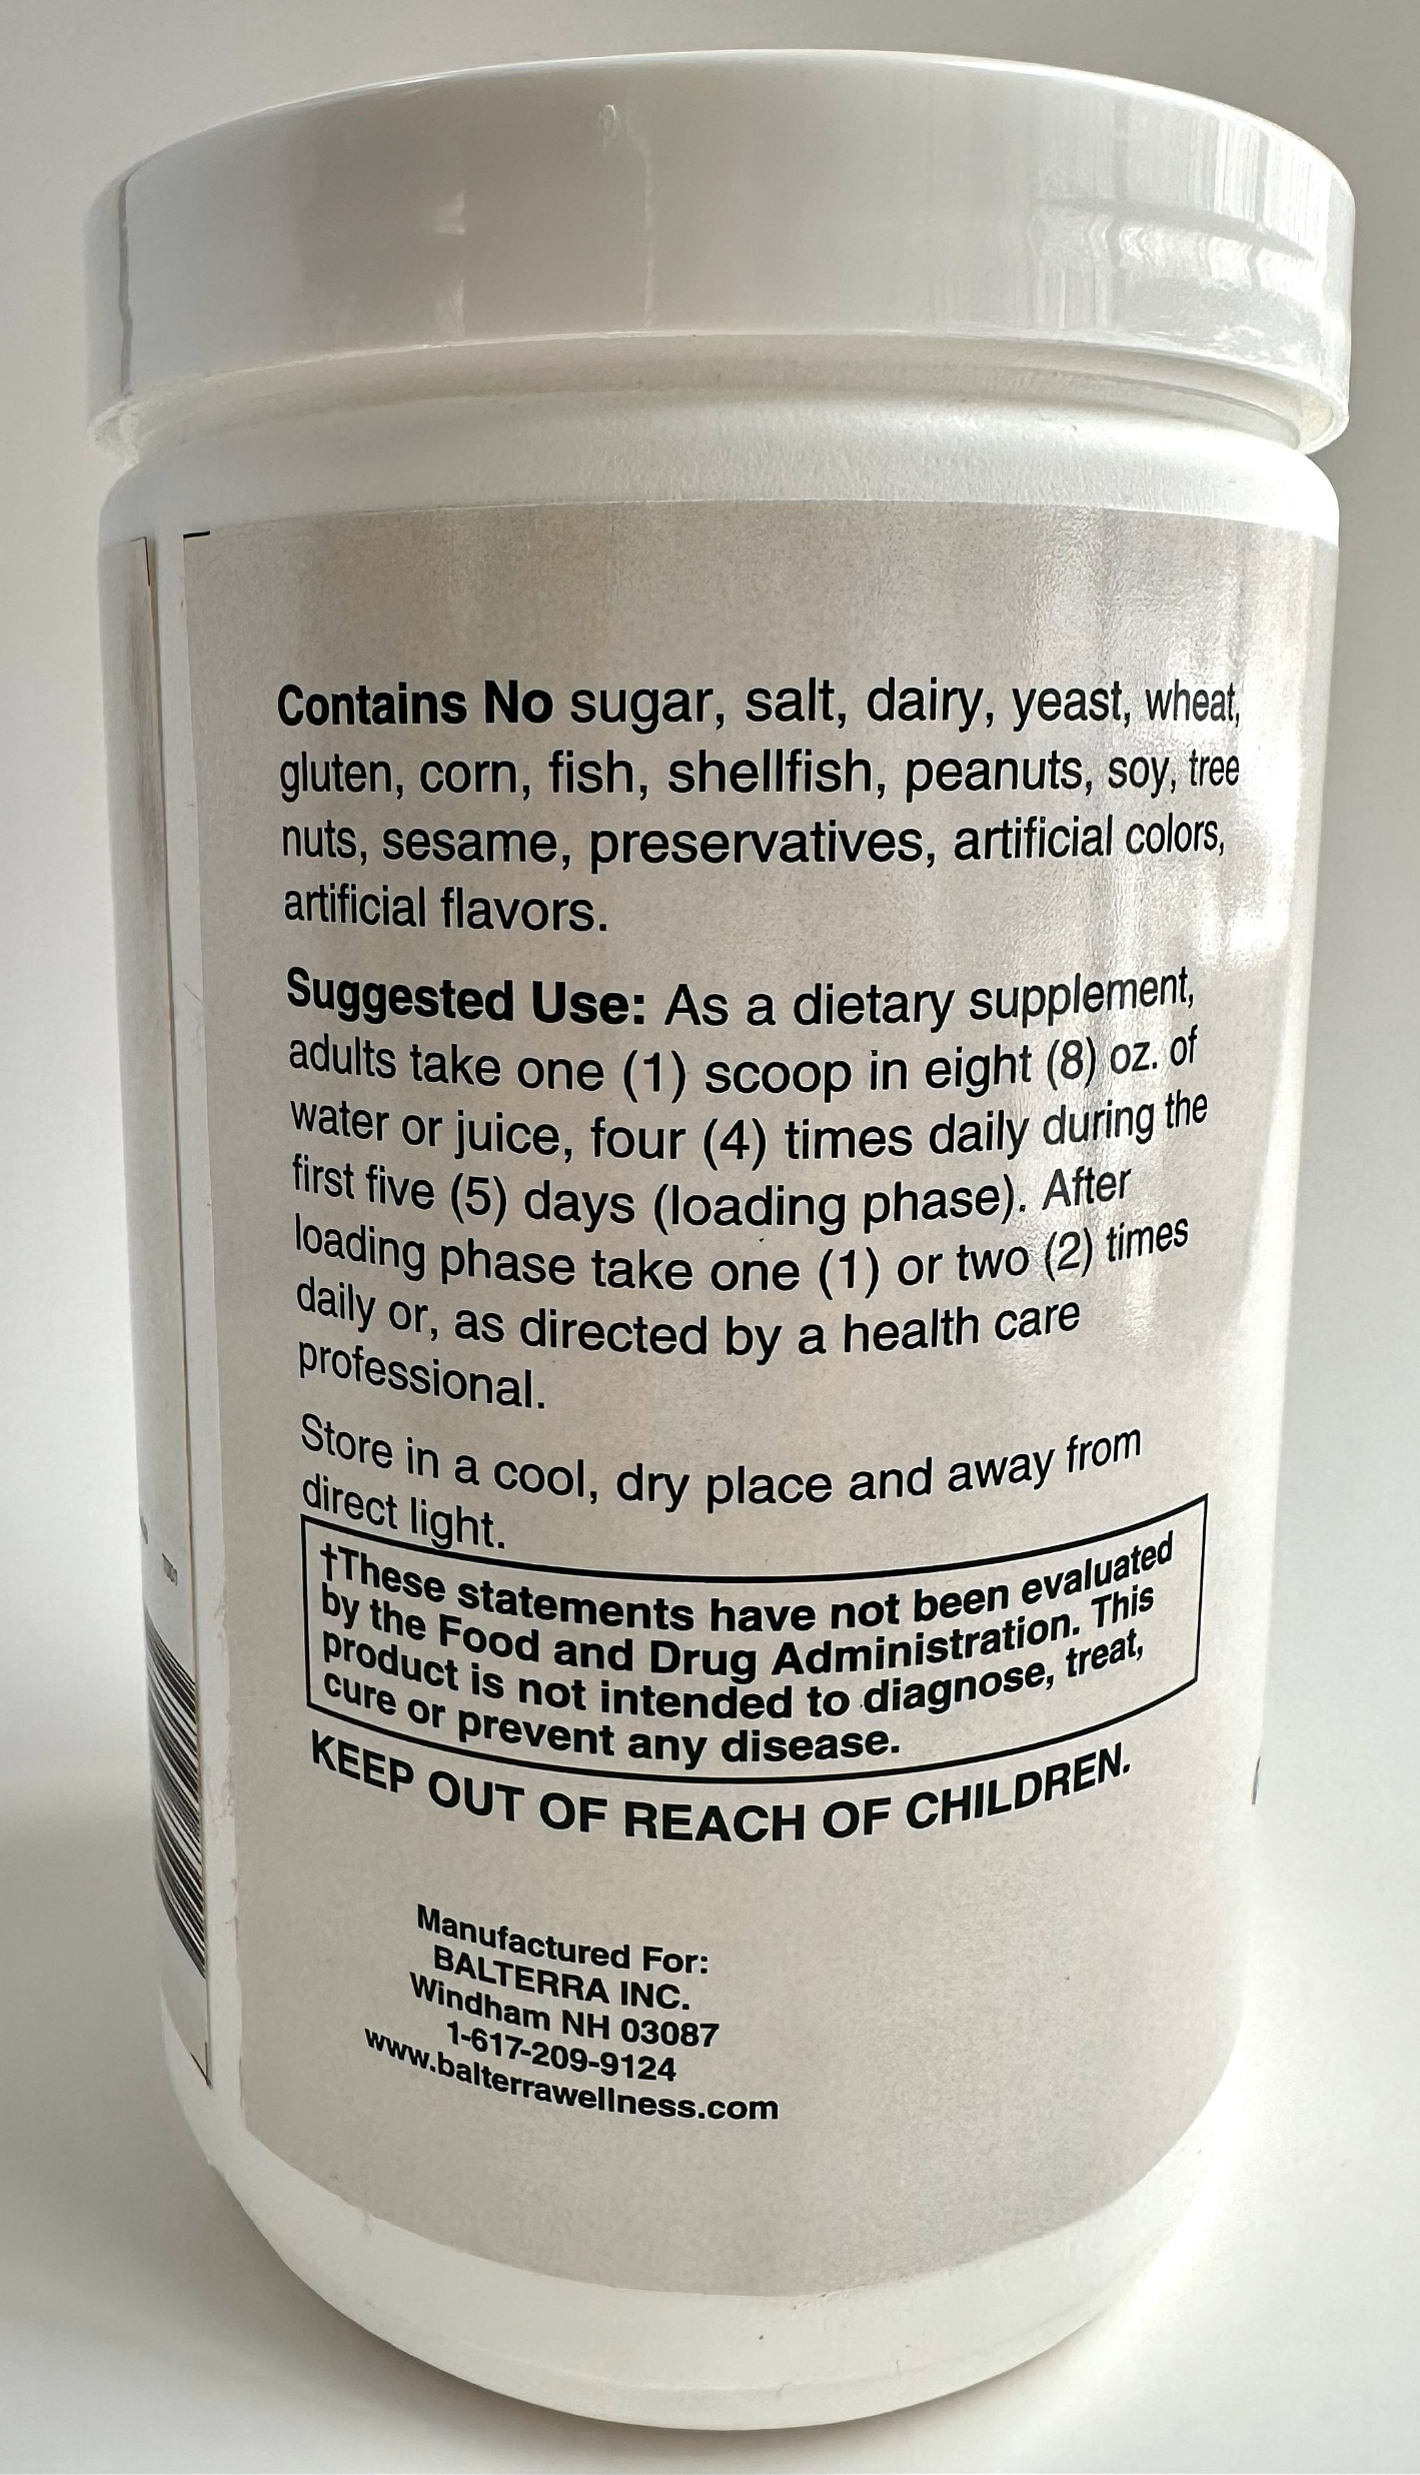 Contains No sugar, salt, dairy, yeast, wheat,
gluten, corn, fish, shellfish, peanuts, soy, tree
nuts, sesame, preservatives, artificial colors,
artificial flavors.
Suggested Use: As a dietary supplement,
adults take one (1) scoop in eight (8) oz. of
water or juice, four (4) times daily during the
first five (5) days (loading phase). After
loading phase take one (1) or two (2) times
daily or, as directed by a health care
professional.
Store in a cool, dry place and away from
direct light.
†These statements have not been evaluated
by the Food and Drug Administration. This
product is not intended to diagnose, treat,
cure or prevent any disease.
KEEP OUT OF REACH OF CHILDREN.
Manufactured For:
BALTERRA INC.
Windham NH 03087
1-617-209-9124
www.balterrawellness.com